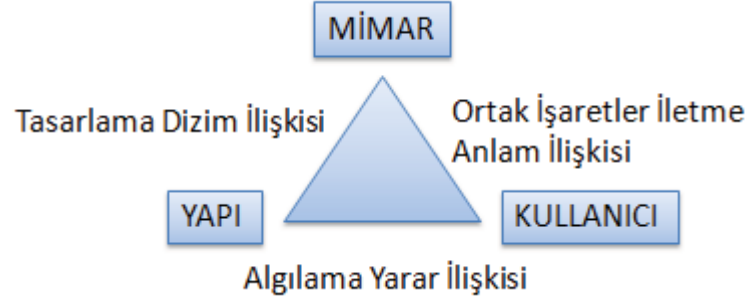 MİMAR
Tasarlama Dizim İlişkisi
Ortak İşaretler İletme
Anlam İlişkisi
YAPI
KULLANICI
Algılama Yarar İlişkisi